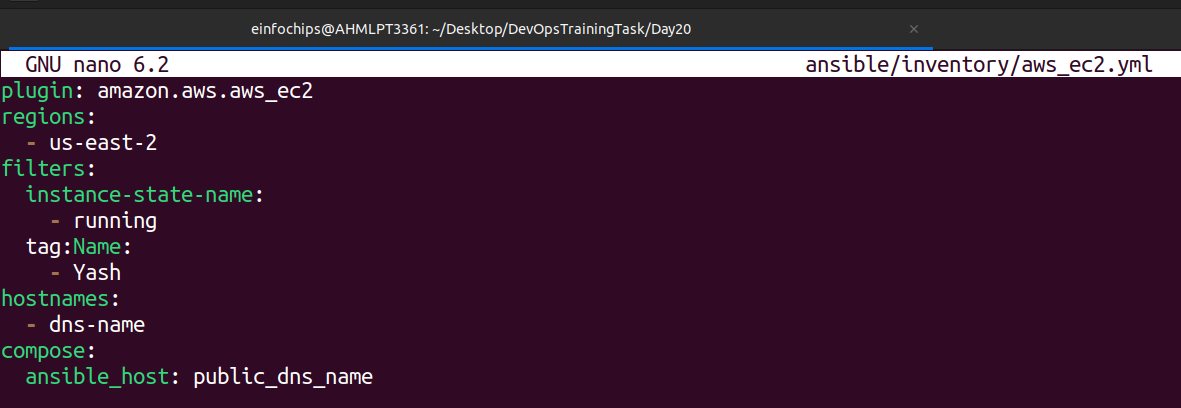 einfochips@AHMLPT3361: ~/Desktop/DevOpsTrainingTask/Day20 ×
GNU nano 6.2 ansible/inventory/aws_ec2.yml
plugin: amazon.aws.aws_ec2
regions:
  - us-east-2
filters:
  instance-state-name:
    - running
  tag:Name:
    - Yash
hostnames:
  - dns-name
compose:
  ansible_host: public_dns_name